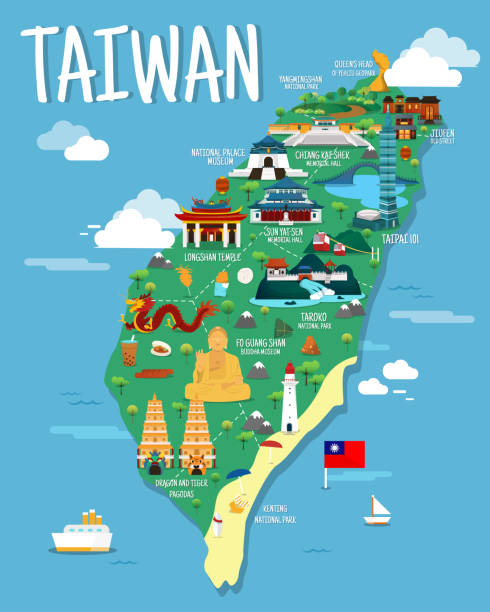 TAIWAN
QUEEN'S HEAD
OF YEHLIU GEOPARK
YANGMINGSHAN
NATIONAL PARK
JIUFEN
OLD STREET
NATIONAL PALACE
MUSEUM
CHIANG KAI-SHEK
MEMORIAL HALL
SUN YAT-SEN
MEMORIAL HALL
TAIPAI 101
LONGSHAN TEMPLE
TAROKO
NATIONAL PARK
FO GUANG SHAN
BUDDHA MUSEUM
DRAGON AND TIGER
PAGODAS
KENTING
NATIONAL PARK